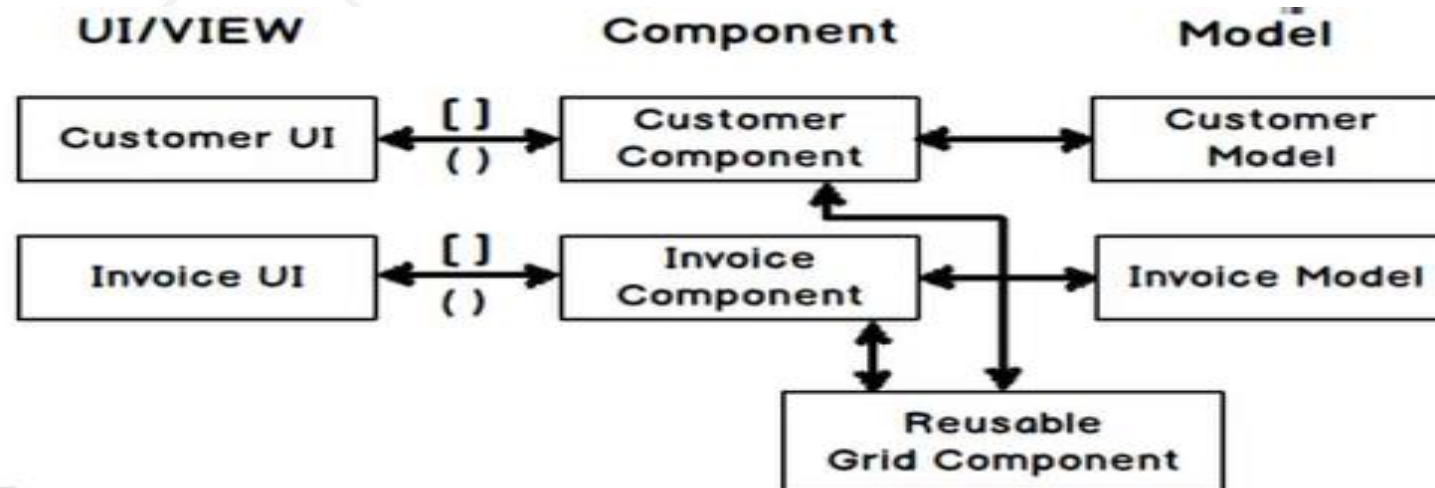 UI/VIEW
Component
Model
Customer UI
[ ]
( )
Customer
Component
Customer
Model
Invoice UI
[ ]
( )
Invoice
Component
Invoice Model
Reusable
Grid Component